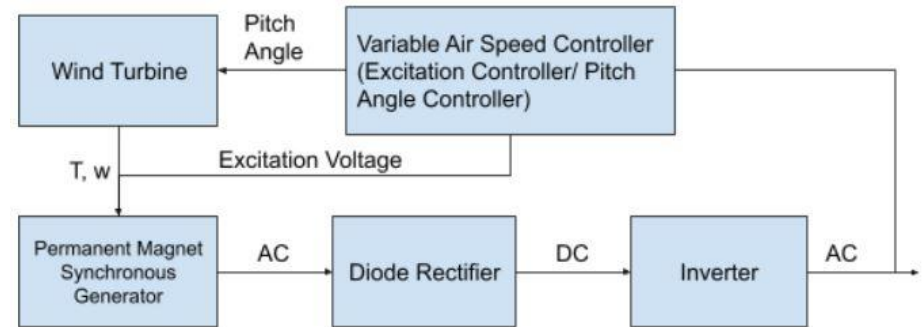 Pitch
Angle
Wind Turbine
Variable Air Speed Controller
(Excitation Controller/ Pitch
Angle Controller)
T, w
Excitation Voltage
Permanent Magnet
Synchronous
Generator
AC
Diode Rectifier
DC
Inverter
AC